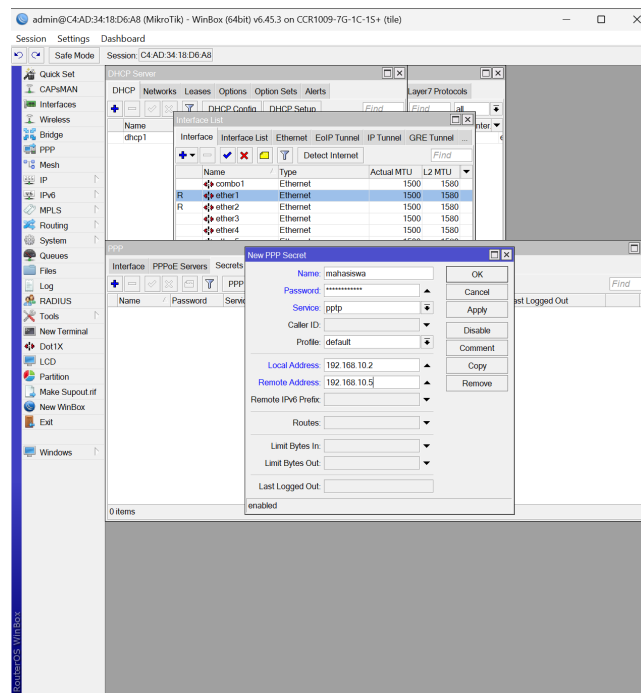 admin@C4:AD:34:18:D6:A8 (MikroTik) - WinBox (64bit) v6.45.3 on CCR1009-7G-1C-1S+ (tile)
Session Settings Dashboard
Safe Mode Session: C4:AD:34:18:D6:A8
Quick Set
CAPsMAN
Interfaces
Wireless
Bridge
PPP
Mesh
IP
IPv6
MPLS
Routing
System
Queues
Files
Log
RADIUS
Tools
New Terminal
Dot1X
LCD
Partition
Make Supout.rif
New WinBox
Exit
Windows
RouterOS WinBox
DHCP Server
DHCP Networks Leases Options Option Sets Alerts
DHCP Config DHCP Setup Find
Name
dhcp1
Layer7 Protocols
Find all
Interface List
Interface Interface List Ethernet EoIP Tunnel IP Tunnel GRE Tunnel ...
Detect Internet Find
Name / Type Actual MTU L2 MTU
combo1 Ethernet 1500 1580
R ether1 Ethernet 1500 1580
R ether2 Ethernet 1500 1580
ether3 Ethernet 1500 1580
ether4 Ethernet 1500 1580
PPP
Interface PPPoE Servers Secrets
PPP Find
Name / Password
ast Logged Out
0 items
New PPP Secret
Name: mahasiswa
Password: ************
Service: pptp
Caller ID:
Profile: default
Local Address: 192.168.10.2
Remote Address: 192.168.10.5
Remote IPv6 Prefix:
Routes:
Limit Bytes In:
Limit Bytes Out:
Last Logged Out:
enabled
OK
Cancel
Apply
Disable
Comment
Copy
Remove